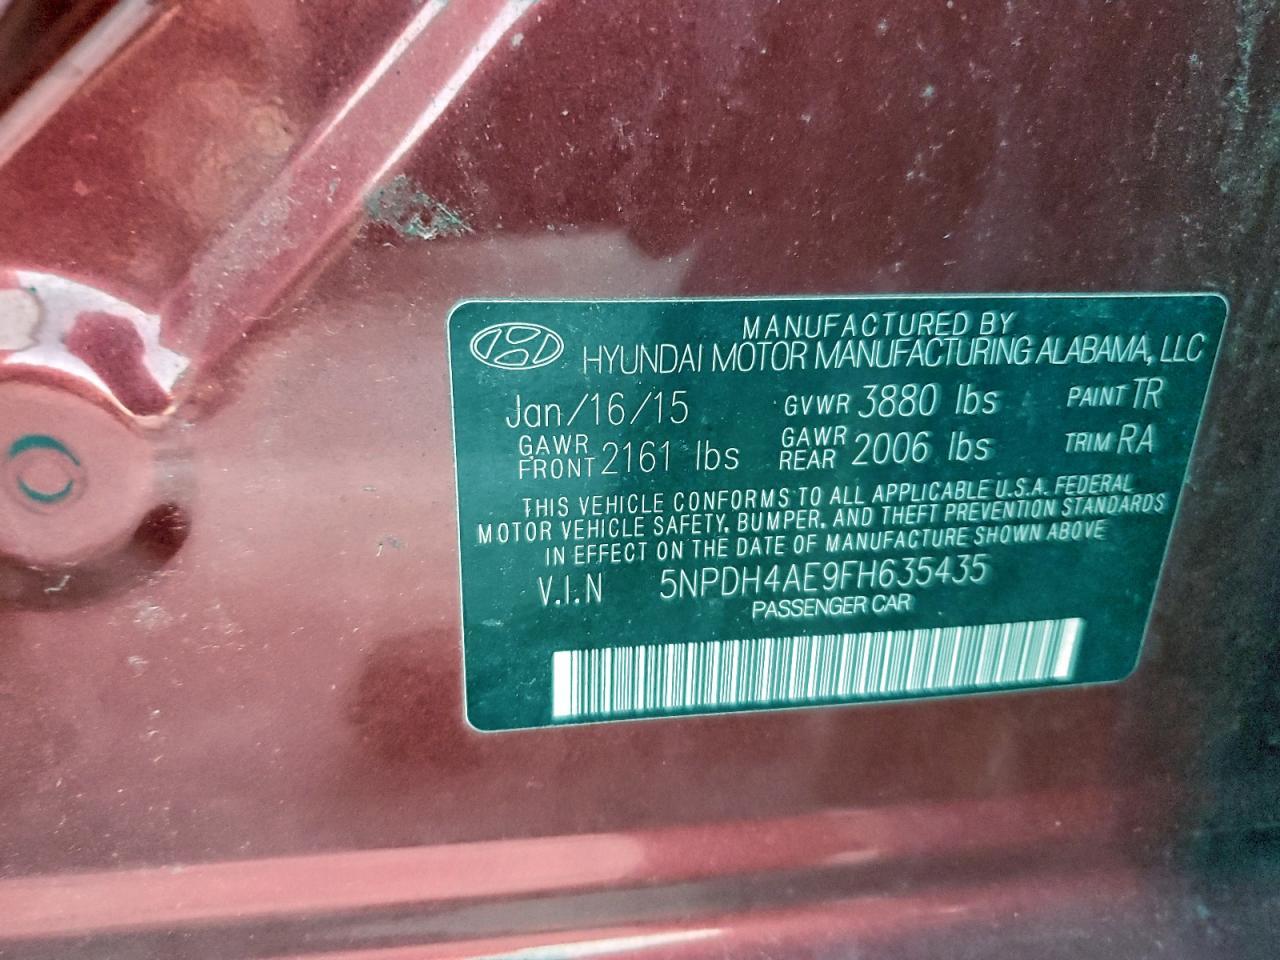 MANUFACTURED BY
HYUNDAI MOTOR MANUFACTURING ALABAMA, LLC
Jan/16/15 GVWR 3880 lbs PAINT TR
GAWR FRONT 2161 lbs GAWR REAR 2006 lbs TRIM RA
THIS VEHICLE CONFORMS TO ALL APPLICABLE U.S.A. FEDERAL
MOTOR VEHICLE SAFETY, BUMPER, AND THEFT PREVENTION STANDARDS
IN EFFECT ON THE DATE OF MANUFACTURE SHOWN ABOVE
V.I.N 5NPDH4AE9FH635435
PASSENGER CAR